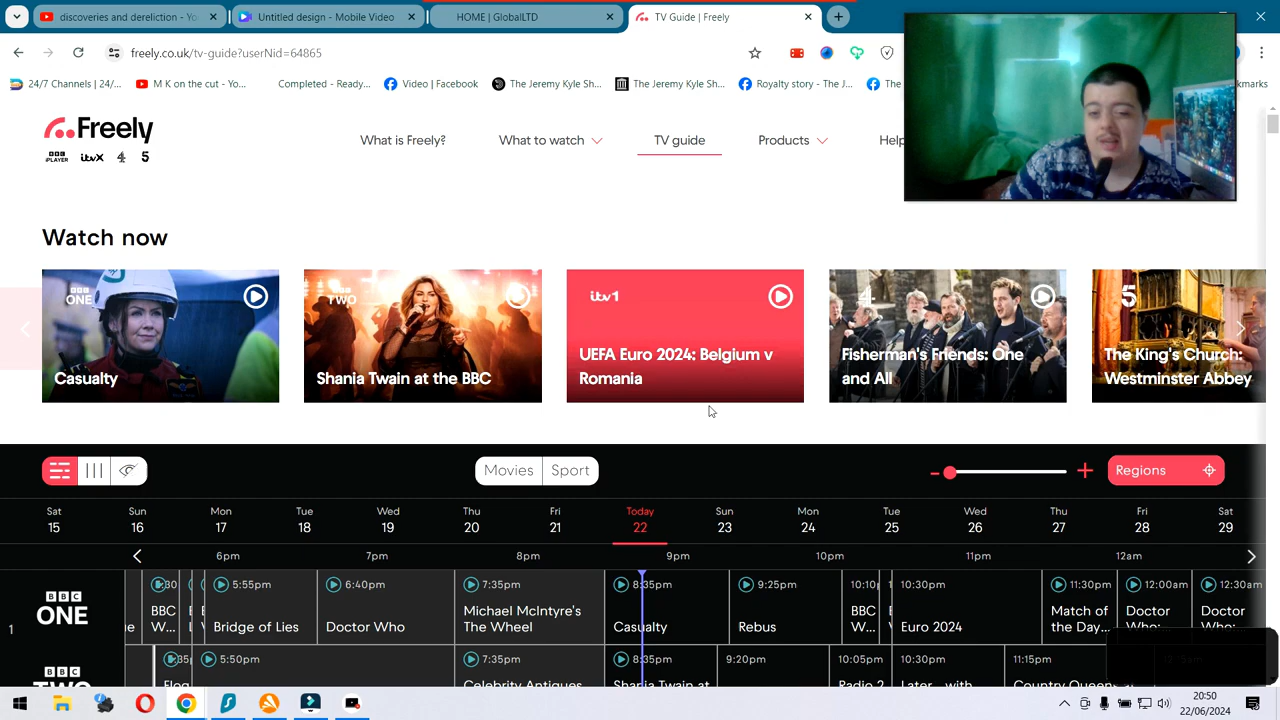 discoveries and dereliction - Yo
Untitled design - Mobile Video
HOME | GlobalLTD
TV Guide | Freely
freely.co.uk/tv-guide?userNid=64865
24/7 Channels | 24/...
M K on the cut - Yo...
Completed - Ready...
Video | Facebook
The Jeremy Kyle Sh...
The Jeremy Kyle Sh...
Royalty story - The J...
The
kmarks
Freely
BBC iPLAYER itvX 4 5
What is Freely?
What to watch
TV guide
Products
Help
Watch now
BBC ONE
Casualty
BBC TWO
Shania Twain at the BBC
itv1
UEFA Euro 2024: Belgium v
Romania
4
Fisherman's Friends: One
and All
5
The King's Church:
Westminster Abbey
Movies
Sport
Regions
Sat Sun Mon Tue Wed Thu Fri Today Sun Mon Tue Wed Thu Fri Sat
15 16 17 18 19 20 21 22 23 24 25 26 27 28 29
6pm 7pm 8pm 9pm 10pm 11pm 12am
1
BBC ONE
5:55pm 6:40pm 7:35pm 8:35pm 9:25pm 10:10 10:30pm 11:30pm 12:00am 12:30am
BBC W...
Bridge of Lies
Doctor Who
Michael McIntyre's
The Wheel
Casualty
Rebus
BBC W...
Euro 2024
Match of
the Day...
Doctor
Who:
Doctor
Who:
BBC TWO
5:50pm 7:35pm 8:35pm 9:20pm 10:05pm 10:30pm 11:15pm
Flog
Celebrity Antiques
Shania Twain at
Radio 2
Later... with
Country Queens
20:50
22/06/2024